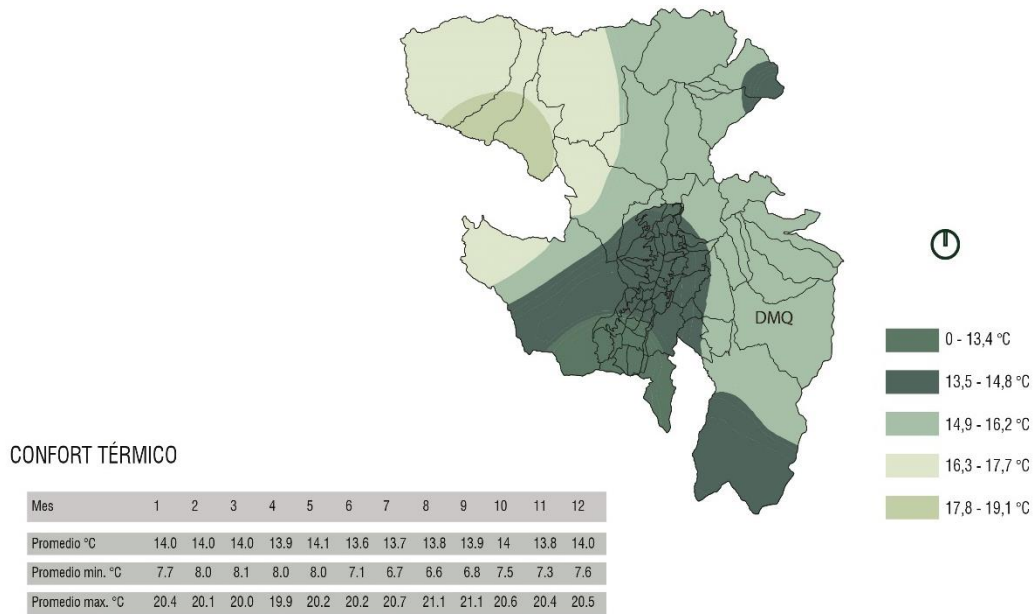 DMQ
0 - 13,4 °C
13,5 - 14,8 °C
14,9 - 16,2 °C
16,3 - 17,7 °C
17,8 - 19,1 °C
CONFORT TÉRMICO
Mes 1 2 3 4 5 6 7 8 9 10 11 12
Promedio °C 14.0 14.0 14.0 13.9 14.1 13.6 13.7 13.8 13.9 14 13.8 14.0
Promedio min. °C 7.7 8.0 8.1 8.0 8.0 7.1 6.7 6.6 6.8 7.5 7.3 7.6
Promedio max. °C 20.4 20.1 20.0 19.9 20.2 20.2 20.7 21.1 21.1 20.6 20.4 20.5